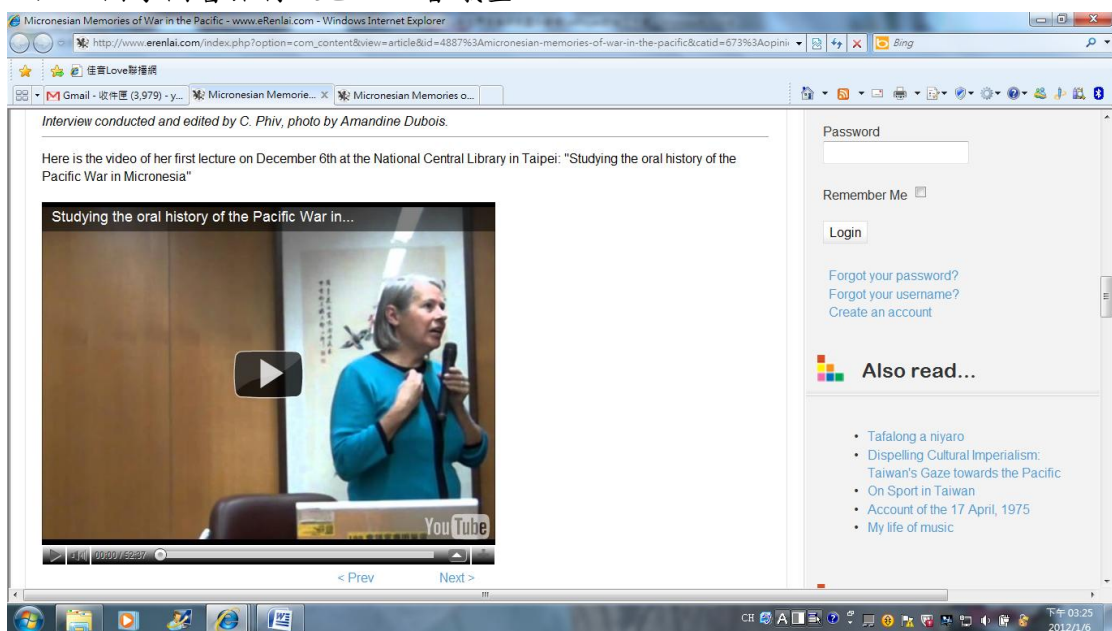 Micronesian Memories of War in the Pacific - www.eRenlai.com - Windows Internet Explorer
http://www.erenlai.com/index.php?option=com_content&view=article&id=4887%3Amicronesian-memories-of-war-in-the-pacific&catid=673%3Aopini
Bing
佳音Love聯播網
Gmail - 收件匣 (3,979) - y...
Micronesian Memorie...
Micronesian Memories o...
Interview conducted and edited by C. Phiv, photo by Amandine Dubois.
Here is the video of her first lecture on December 6th at the National Central Library in Taipei: "Studying the oral history of the
Pacific War in Micronesia"
Studying the oral history of the Pacific War in...
YouTube
00:00 / 52:37
< Prev
Next >
Password
Remember Me
Login
Forgot your password?
Forgot your username?
Create an account
Also read...
• Tafalong a niyaro
• Dispelling Cultural Imperialism:
Taiwan's Gaze towards the Pacific
• On Sport in Taiwan
• Account of the 17 April, 1975
• My life of music
CH
下午 03:25
2012/1/6